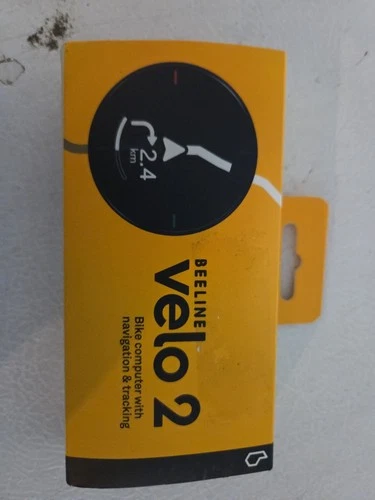 2.4
km
BEELINE
velo 2
Bike computer with
navigation & tracking